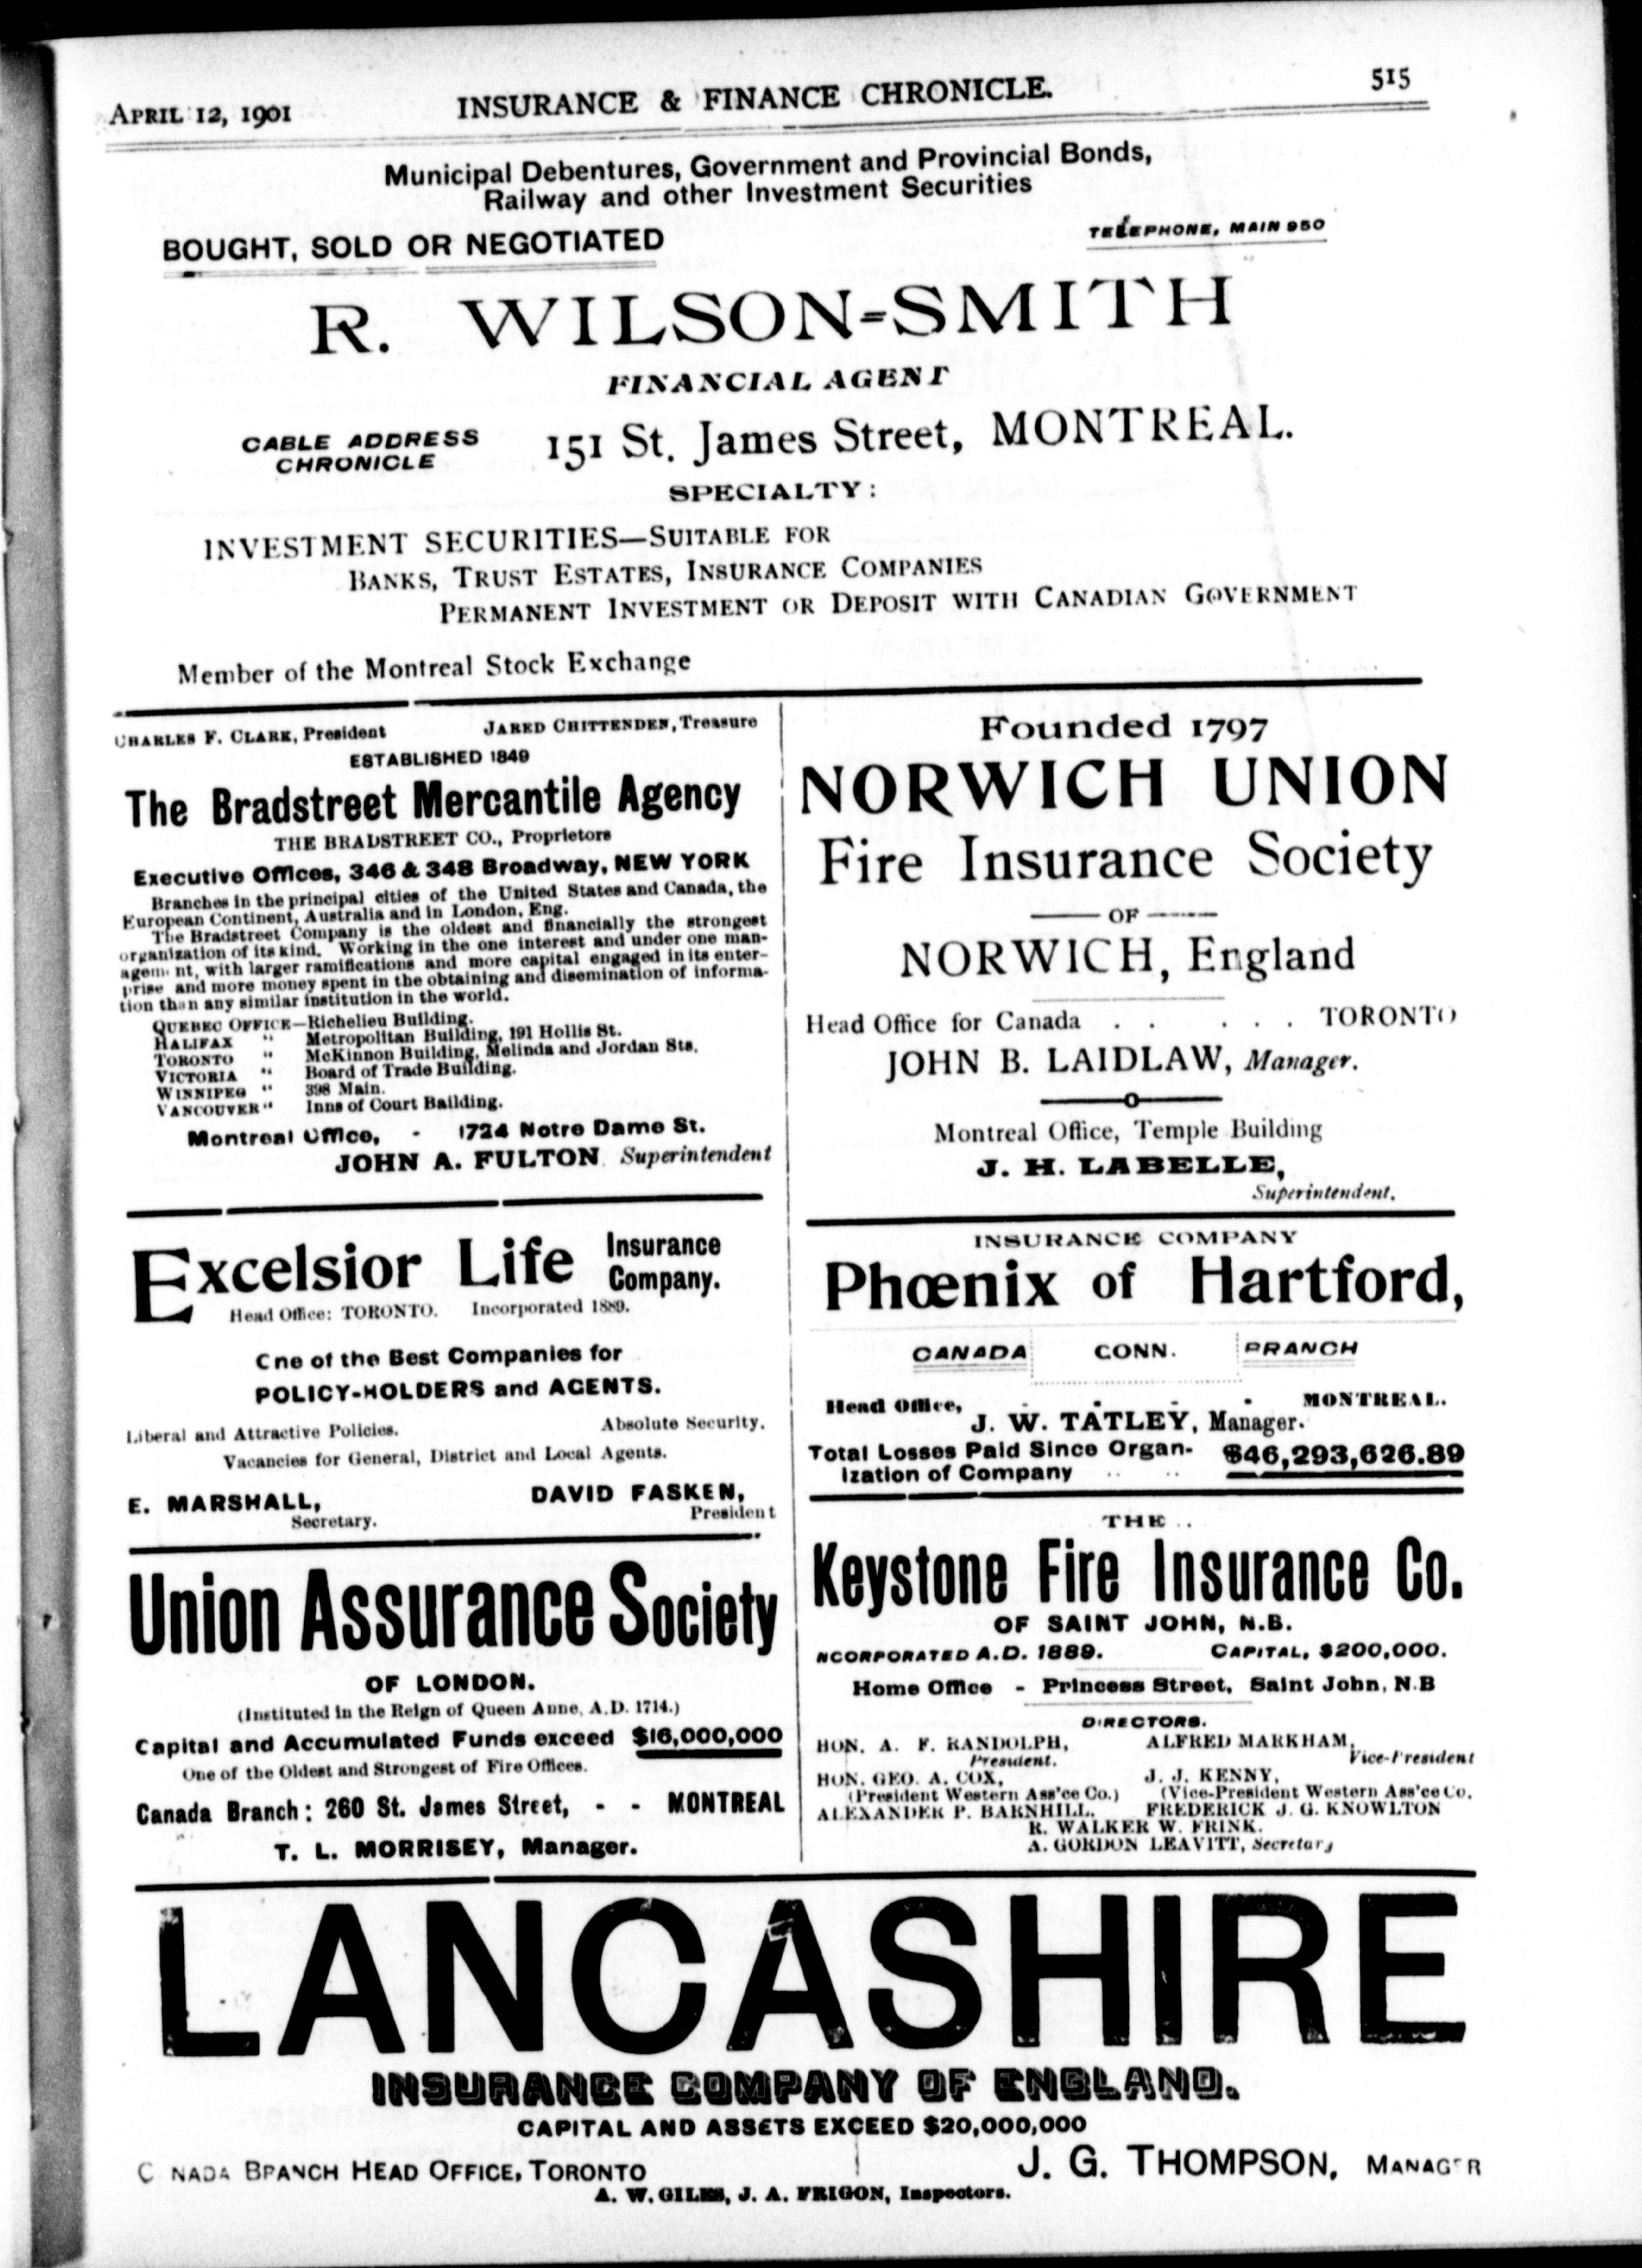 APRIL 12, 1901 INSURANCE & FINANCE CHRONICLE. 515
Municipal Debentures, Government and Provincial Bonds,
Railway and other Investment Securities
BOUGHT, SOLD OR NEGOTIATED
TELEPHONE, MAIN 950
R. WILSON-SMITH
FINANCIAL AGENT
CABLE ADDRESS
CHRONICLE
151 St. James Street, MONTREAL.
SPECIALTY:
INVESTMENT SECURITIES—SUITABLE FOR
BANKS, TRUST ESTATES, INSURANCE COMPANIES
PERMANENT INVESTMENT OR DEPOSIT WITH CANADIAN GOVERNMENT
Member of the Montreal Stock Exchange
CHARLES F. CLARK, President JARED CHITTENDEN, Treasure
ESTABLISHED 1849
The Bradstreet Mercantile Agency
THE BRADSTREET CO., Proprietors
Executive Offices, 346 & 348 Broadway, NEW YORK
Branches in the principal cities of the United States and Canada, the
European Continent, Australia and in London, Eng.
The Bradstreet Company is the oldest and financially the strongest
organization of its kind. Working in the one interest and under one man-
agem nt, with larger ramifications and more capital engaged in its enter-
prise and more money spent in the obtaining and disemination of informa-
tion than any similar institution in the world.
QUEBEC OFFICE—Richelieu Building.
HALIFAX " Metropolitan Building, 191 Hollis St.
TORONTO " McKinnon Building, Melinda and Jordan Sts.
VICTORIA " Board of Trade Building.
WINNIPEG " 398 Main.
VANCOUVER " Inns of Court Building.
Montreal Office, - 1724 Notre Dame St.
JOHN A. FULTON Superintendent
Excelsior Life Insurance
Company.
Head Office: TORONTO. Incorporated 1889.
One of the Best Companies for
POLICY-HOLDERS and AGENTS.
Liberal and Attractive Policies. Absolute Security.
Vacancies for General, District and Local Agents.
E. MARSHALL,
Secretary.
DAVID FASKEN,
President
Union Assurance Society
OF LONDON.
(Instituted in the Reign of Queen Anne, A.D. 1714.)
Capital and Accumulated Funds exceed $16,000,000
One of the Oldest and Strongest of Fire Offices.
Canada Branch: 260 St. James Street, - - MONTREAL
T. L. MORRISEY, Manager.
Founded 1797
NORWICH UNION
Fire Insurance Society
OF
NORWICH, England
Head Office for Canada . . . . . TORONTO
JOHN B. LAIDLAW, Manager.
Montreal Office, Temple Building
J. H. LABELLE,
Superintendent.
INSURANCE COMPANY
Phœnix of Hartford,
CANADA CONN. BRANCH
Head Office, - - - MONTREAL.
J. W. TATLEY, Manager.
Total Losses Paid Since Organ-
ization of Company .. .. $46,293,626.89
THE ..
Keystone Fire Insurance Co.
OF SAINT JOHN, N.B.
NCORPORATED A.D. 1889. CAPITAL, $200,000.
Home Office - Princess Street, Saint John, N.B
DIRECTORS.
HON. A. F. RANDOLPH,
President.
ALFRED MARKHAM,
Vice-President
HON. GEO. A. COX,
(President Western Ass'ce Co.)
J. J. KENNY,
(Vice-President Western Ass'ce Co.
ALEXANDER P. BARNHILL. FREDERICK J. G. KNOWLTON
R. WALKER W. FRINK.
A. GORDON LEAVITT, Secretary
LANCASHIRE
INSURANCE COMPANY OF ENGLAND.
CAPITAL AND ASSETS EXCEED $20,000,000
C NADA BRANCH HEAD OFFICE, TORONTO J. G. THOMPSON, MANAGER
A. W. GILES, J. A. FRIGON, Inspectors.